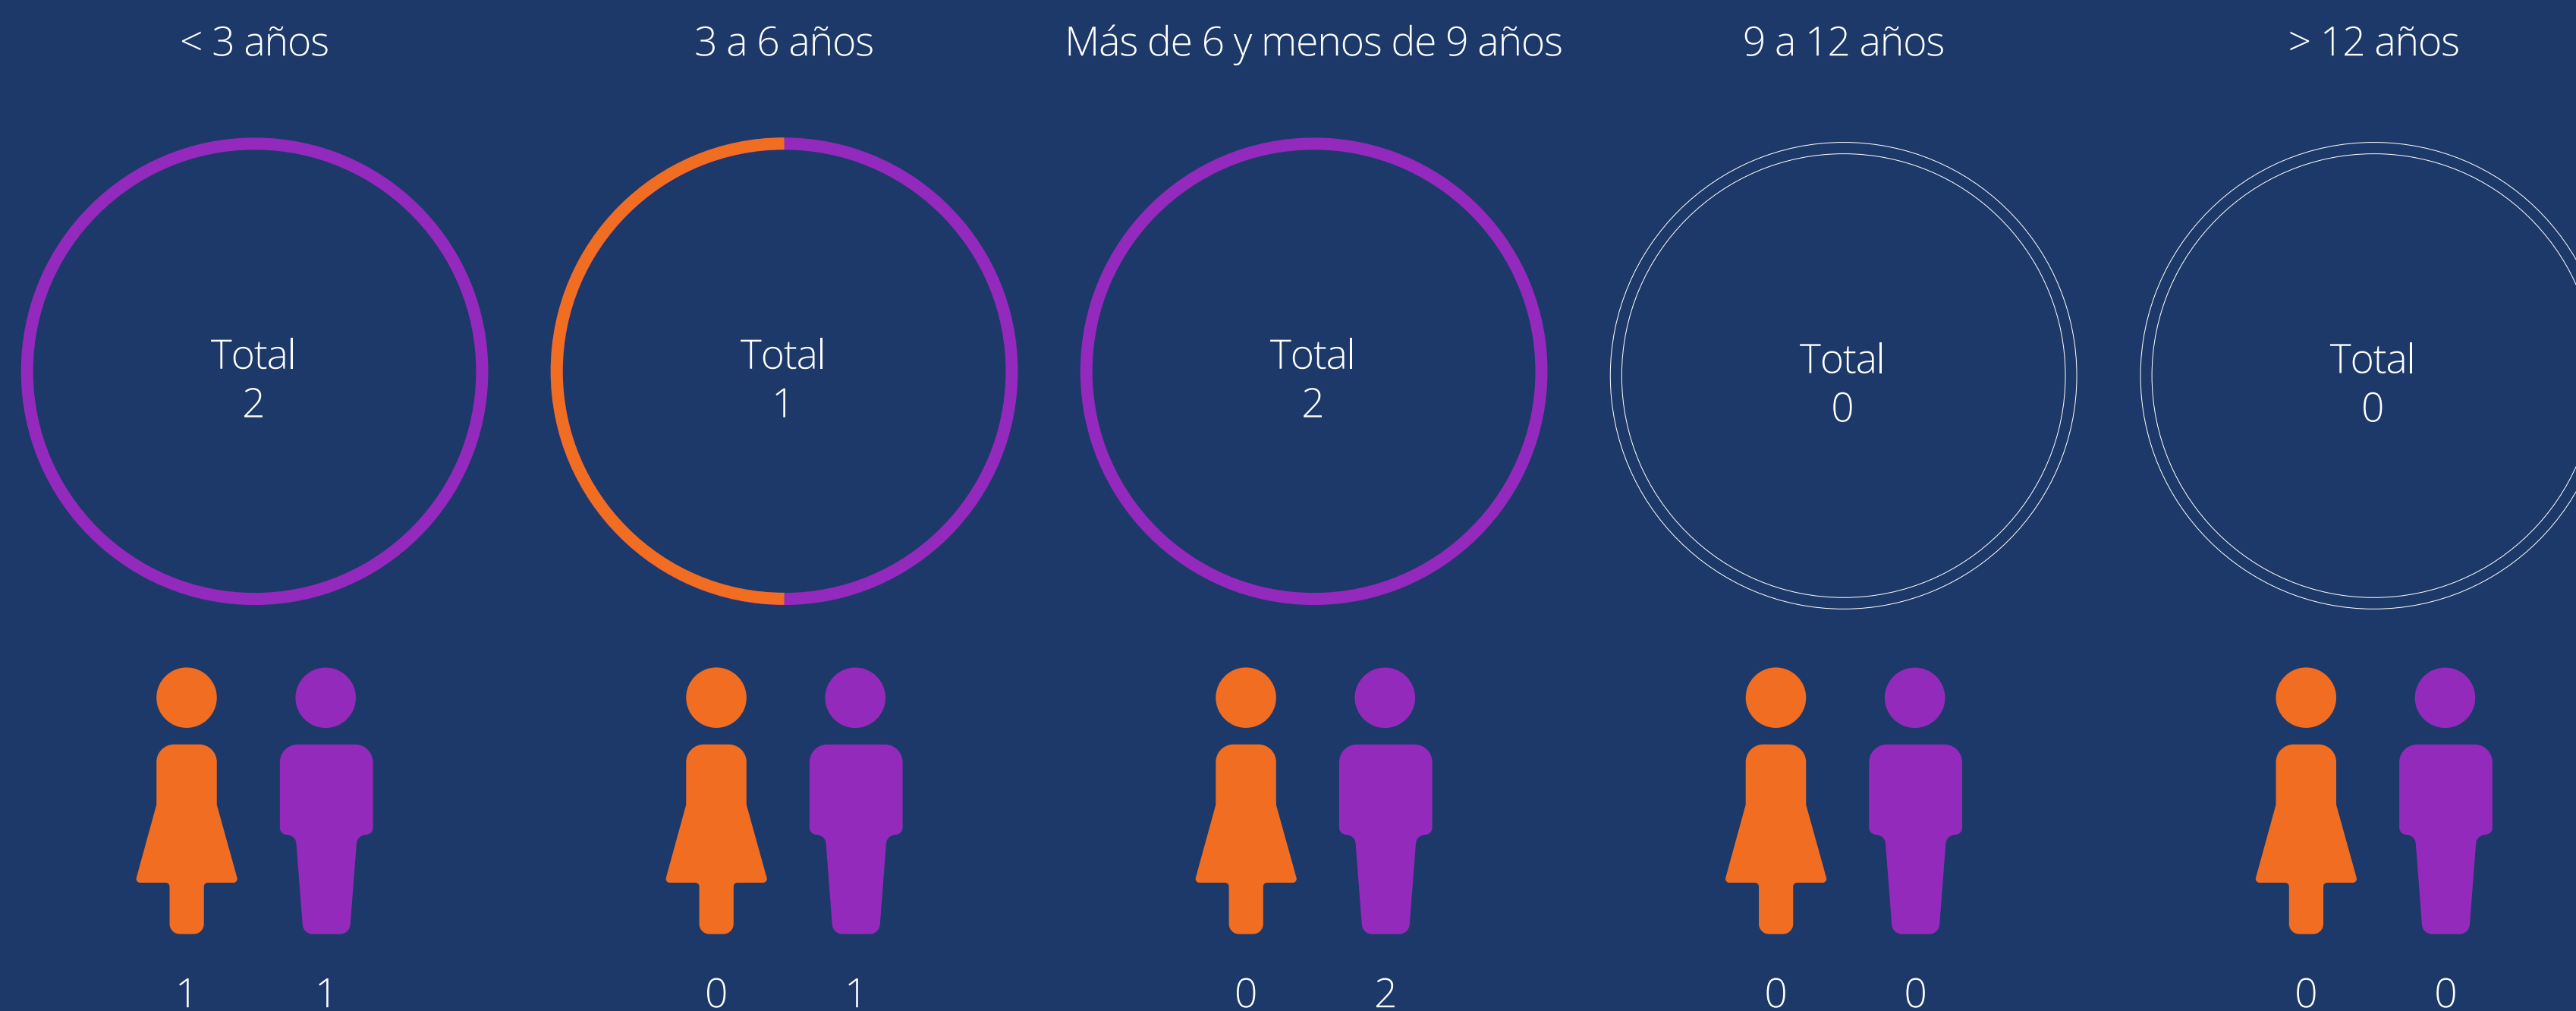 < 3 años
3 a 6 años
Más de 6 y menos de 9 años
9 a 12 años
> 12 años
Total
2
Total
1
Total
2
Total
0
Total
0
1 1
0 1
0 2
0 0
0 0